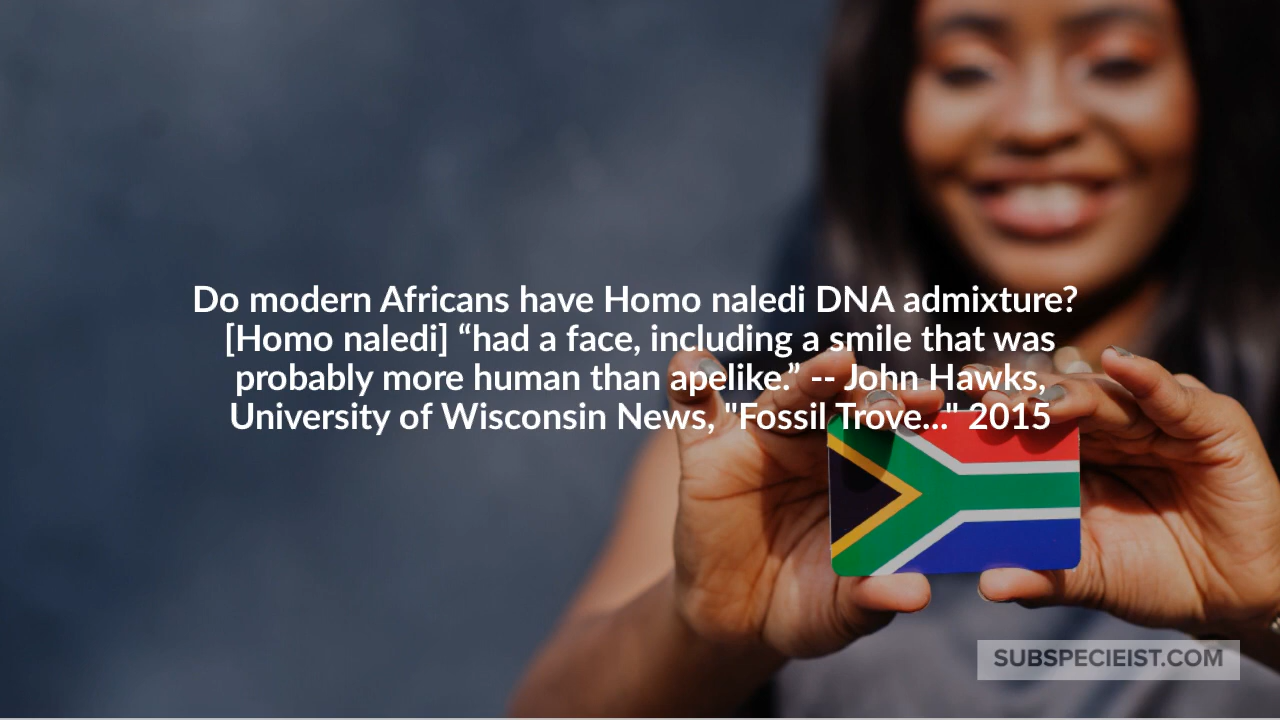 Do modern Africans have Homo naledi DNA admixture?
[Homo naledi] “had a face, including a smile that was
probably more human than apelike.” -- John Hawks,
University of Wisconsin News, "Fossil Trove..." 2015
SUBSPECIEIST.COM